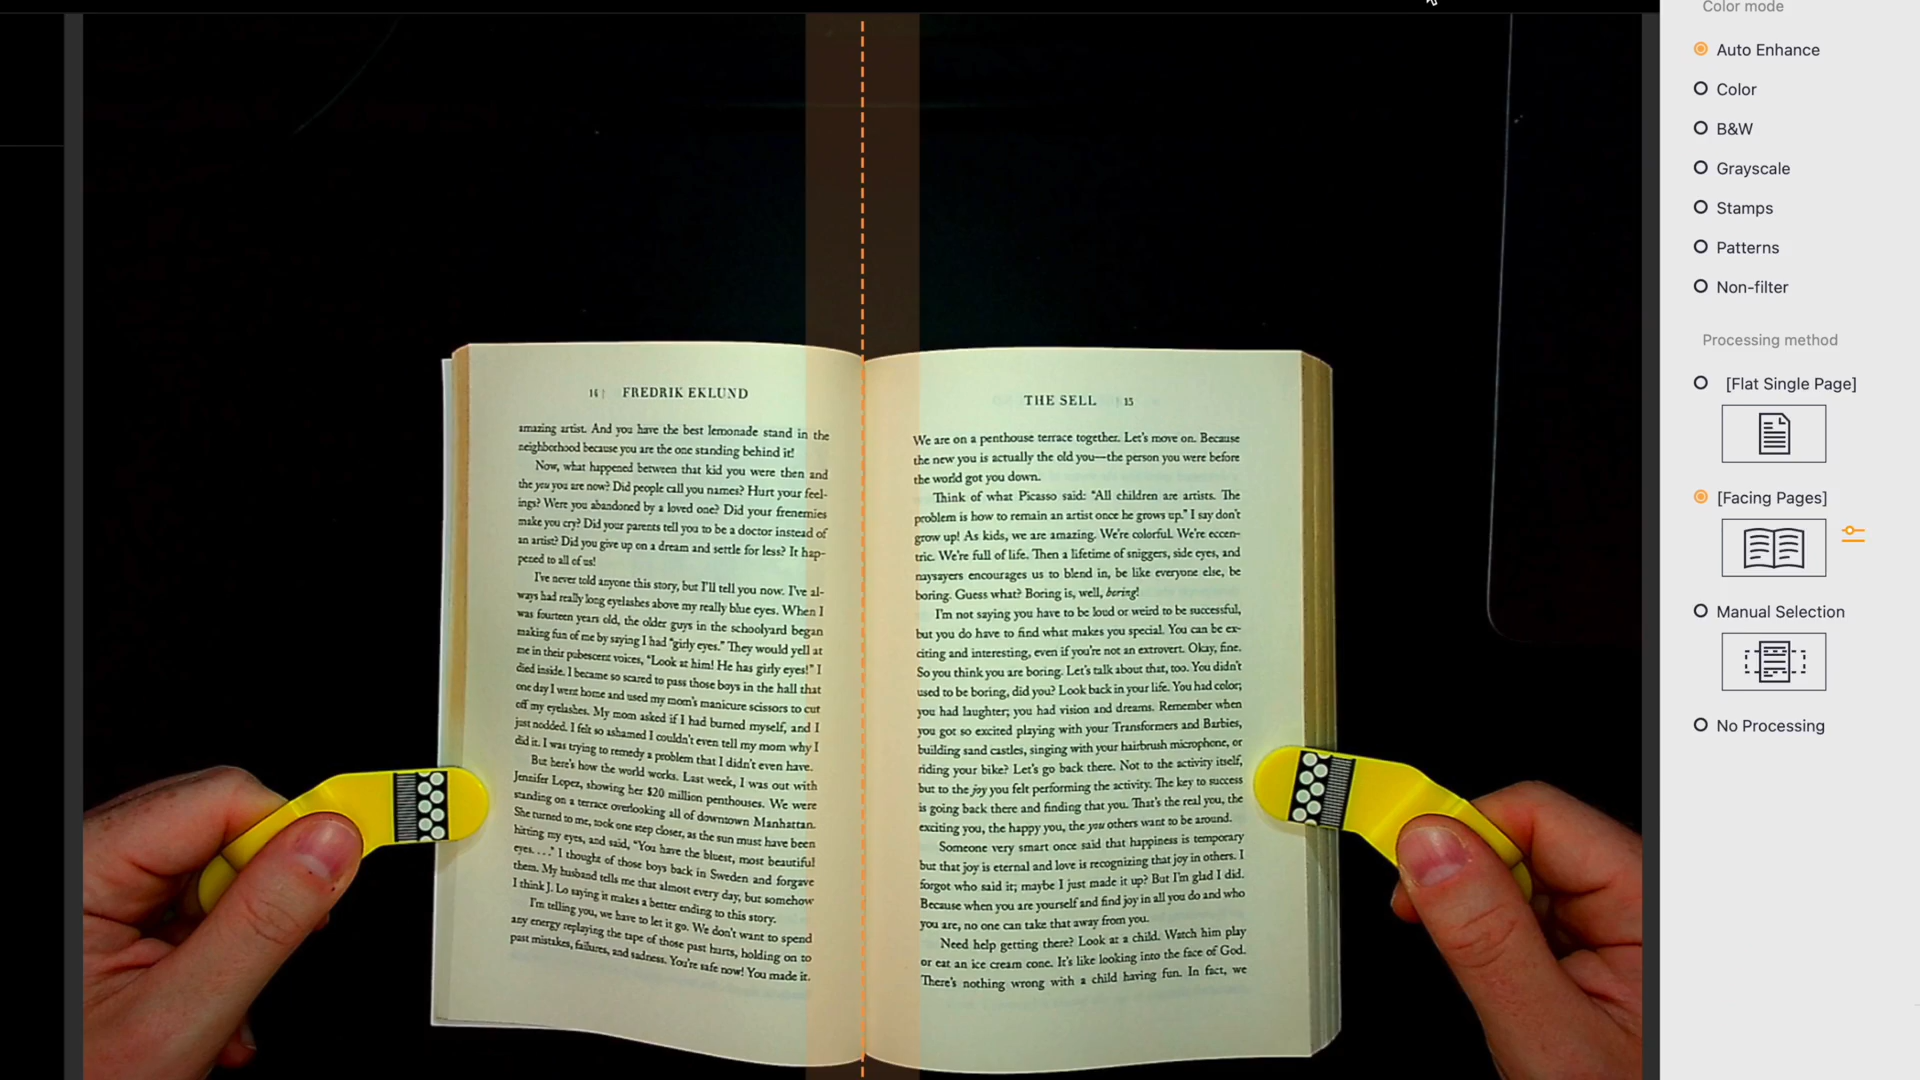 16 | FREDRIK EKLUND
amazing artist. And you have the best lemonade stand in the
neighborhood because you are the one standing behind it!
Now, what happened between that kid you were then and
the you you are now? Did people call you names? Hurt your feel-
ings? Were you abandoned by a loved one? Did your frenemies
make you cry? Did your parents tell you to be a doctor instead of
an artist? Did you give up on a dream and settle for less? It hap-
pened to all of us!
I've never told anyone this story, but I'll tell you now. I've al-
ways had really long eyelashes above my really blue eyes. When I
was fourteen years old, the older guys in the schoolyard began
making fun of me by saying I had "girly eyes." They would yell at
me in their pubescent voices, "Look at him! He has girly eyes!" I
died inside. I became so scared to pass those boys in the hall that
one day I went home and used my mom's manicure scissors to cut
off my eyelashes. My mom asked if I had burned myself, and I
just nodded. I felt so ashamed I couldn't even tell my mom why I
did it. I was trying to remedy a problem that I didn't even have.
But here's how the world works. Last week, I was out with
Jennifer Lopez, showing her $20 million penthouses. We were
standing on a terrace overlooking all of downtown Manhattan.
She turned to me, took one step closer, as the sun must have been
hitting my eyes, and said, "You have the bluest, most beautiful
eyes. . . ." I thought of those boys back in Sweden and forgave
them. My husband tells me that almost every day, but somehow
I think J. Lo saying it makes a better ending to this story.
I'm telling you, we have to let it go. We don't want to spend
any energy replaying the tape of those past hurts, holding on to
past mistakes, failures, and sadness. You're safe now! You made it.
THE SELL | 15
We are on a penthouse terrace together. Let's move on. Because
the new you is actually the old you—the person you were before
the world got you down.
Think of what Picasso said: "All children are artists. The
problem is how to remain an artist once he grows up." I say don't
grow up! As kids, we are amazing. We're colorful. We're eccen-
tric. We're full of life. Then a lifetime of sniggers, side eyes, and
naysayers encourages us to blend in, be like everyone else, be
boring. Guess what? Boring is, well, boring!
I'm not saying you have to be loud or weird to be successful,
but you do have to find what makes you special. You can be ex-
citing and interesting, even if you're not an extrovert. Okay, fine.
So you think you are boring. Let's talk about that, too. You didn't
used to be boring, did you? Look back in your life. You had color;
you had laughter; you had vision and dreams. Remember when
you got so excited playing with your Transformers and Barbies,
building sand castles, singing with your hairbrush microphone, or
riding your bike? Let's go back there. Not to the activity itself,
but to the joy you felt performing the activity. The key to success
is going back there and finding that you. That's the real you, the
exciting you, the happy you, the you others want to be around.
Someone very smart once said that happiness is temporary
but that joy is eternal and love is recognizing that joy in others. I
forgot who said it; maybe I just made it up? But I'm glad I did.
Because when you are yourself and find joy in all you do and who
you are, no one can take that away from you.
Need help getting there? Look at a child. Watch him play
or eat an ice cream cone. It's like looking into the face of God.
There's nothing wrong with a child having fun. In fact, we
Color mode
Auto Enhance
Color
B&W
Grayscale
Stamps
Patterns
Non-filter
Processing method
[Flat Single Page]
[Facing Pages]
Manual Selection
No Processing